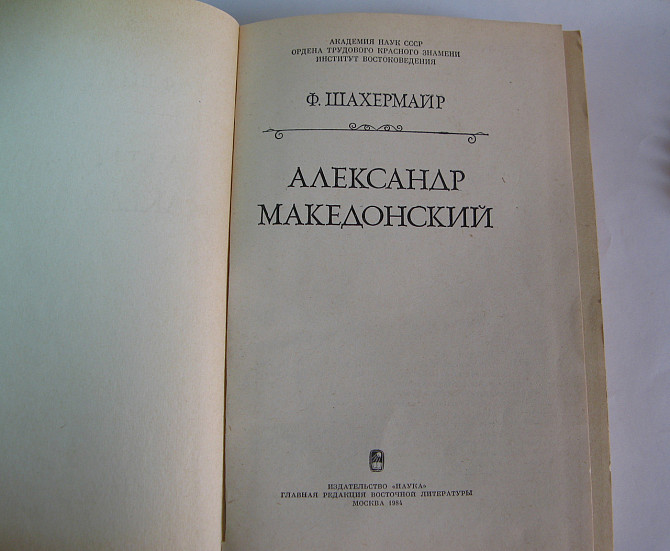 АКАДЕМИЯ НАУК СССР
ОРДЕНА ТРУДОВОГО КРАСНОГО ЗНАМЕНИ
ИНСТИТУТ ВОСТОКОВЕДЕНИЯ
Ф. ШАХЕРМАЙР
АЛЕКСАНДР
МАКЕДОНСКИЙ
ИЗДАТЕЛЬСТВО «НАУКА»
ГЛАВНАЯ РЕДАКЦИЯ ВОСТОЧНОЙ ЛИТЕРАТУРЫ
МОСКВА 1984